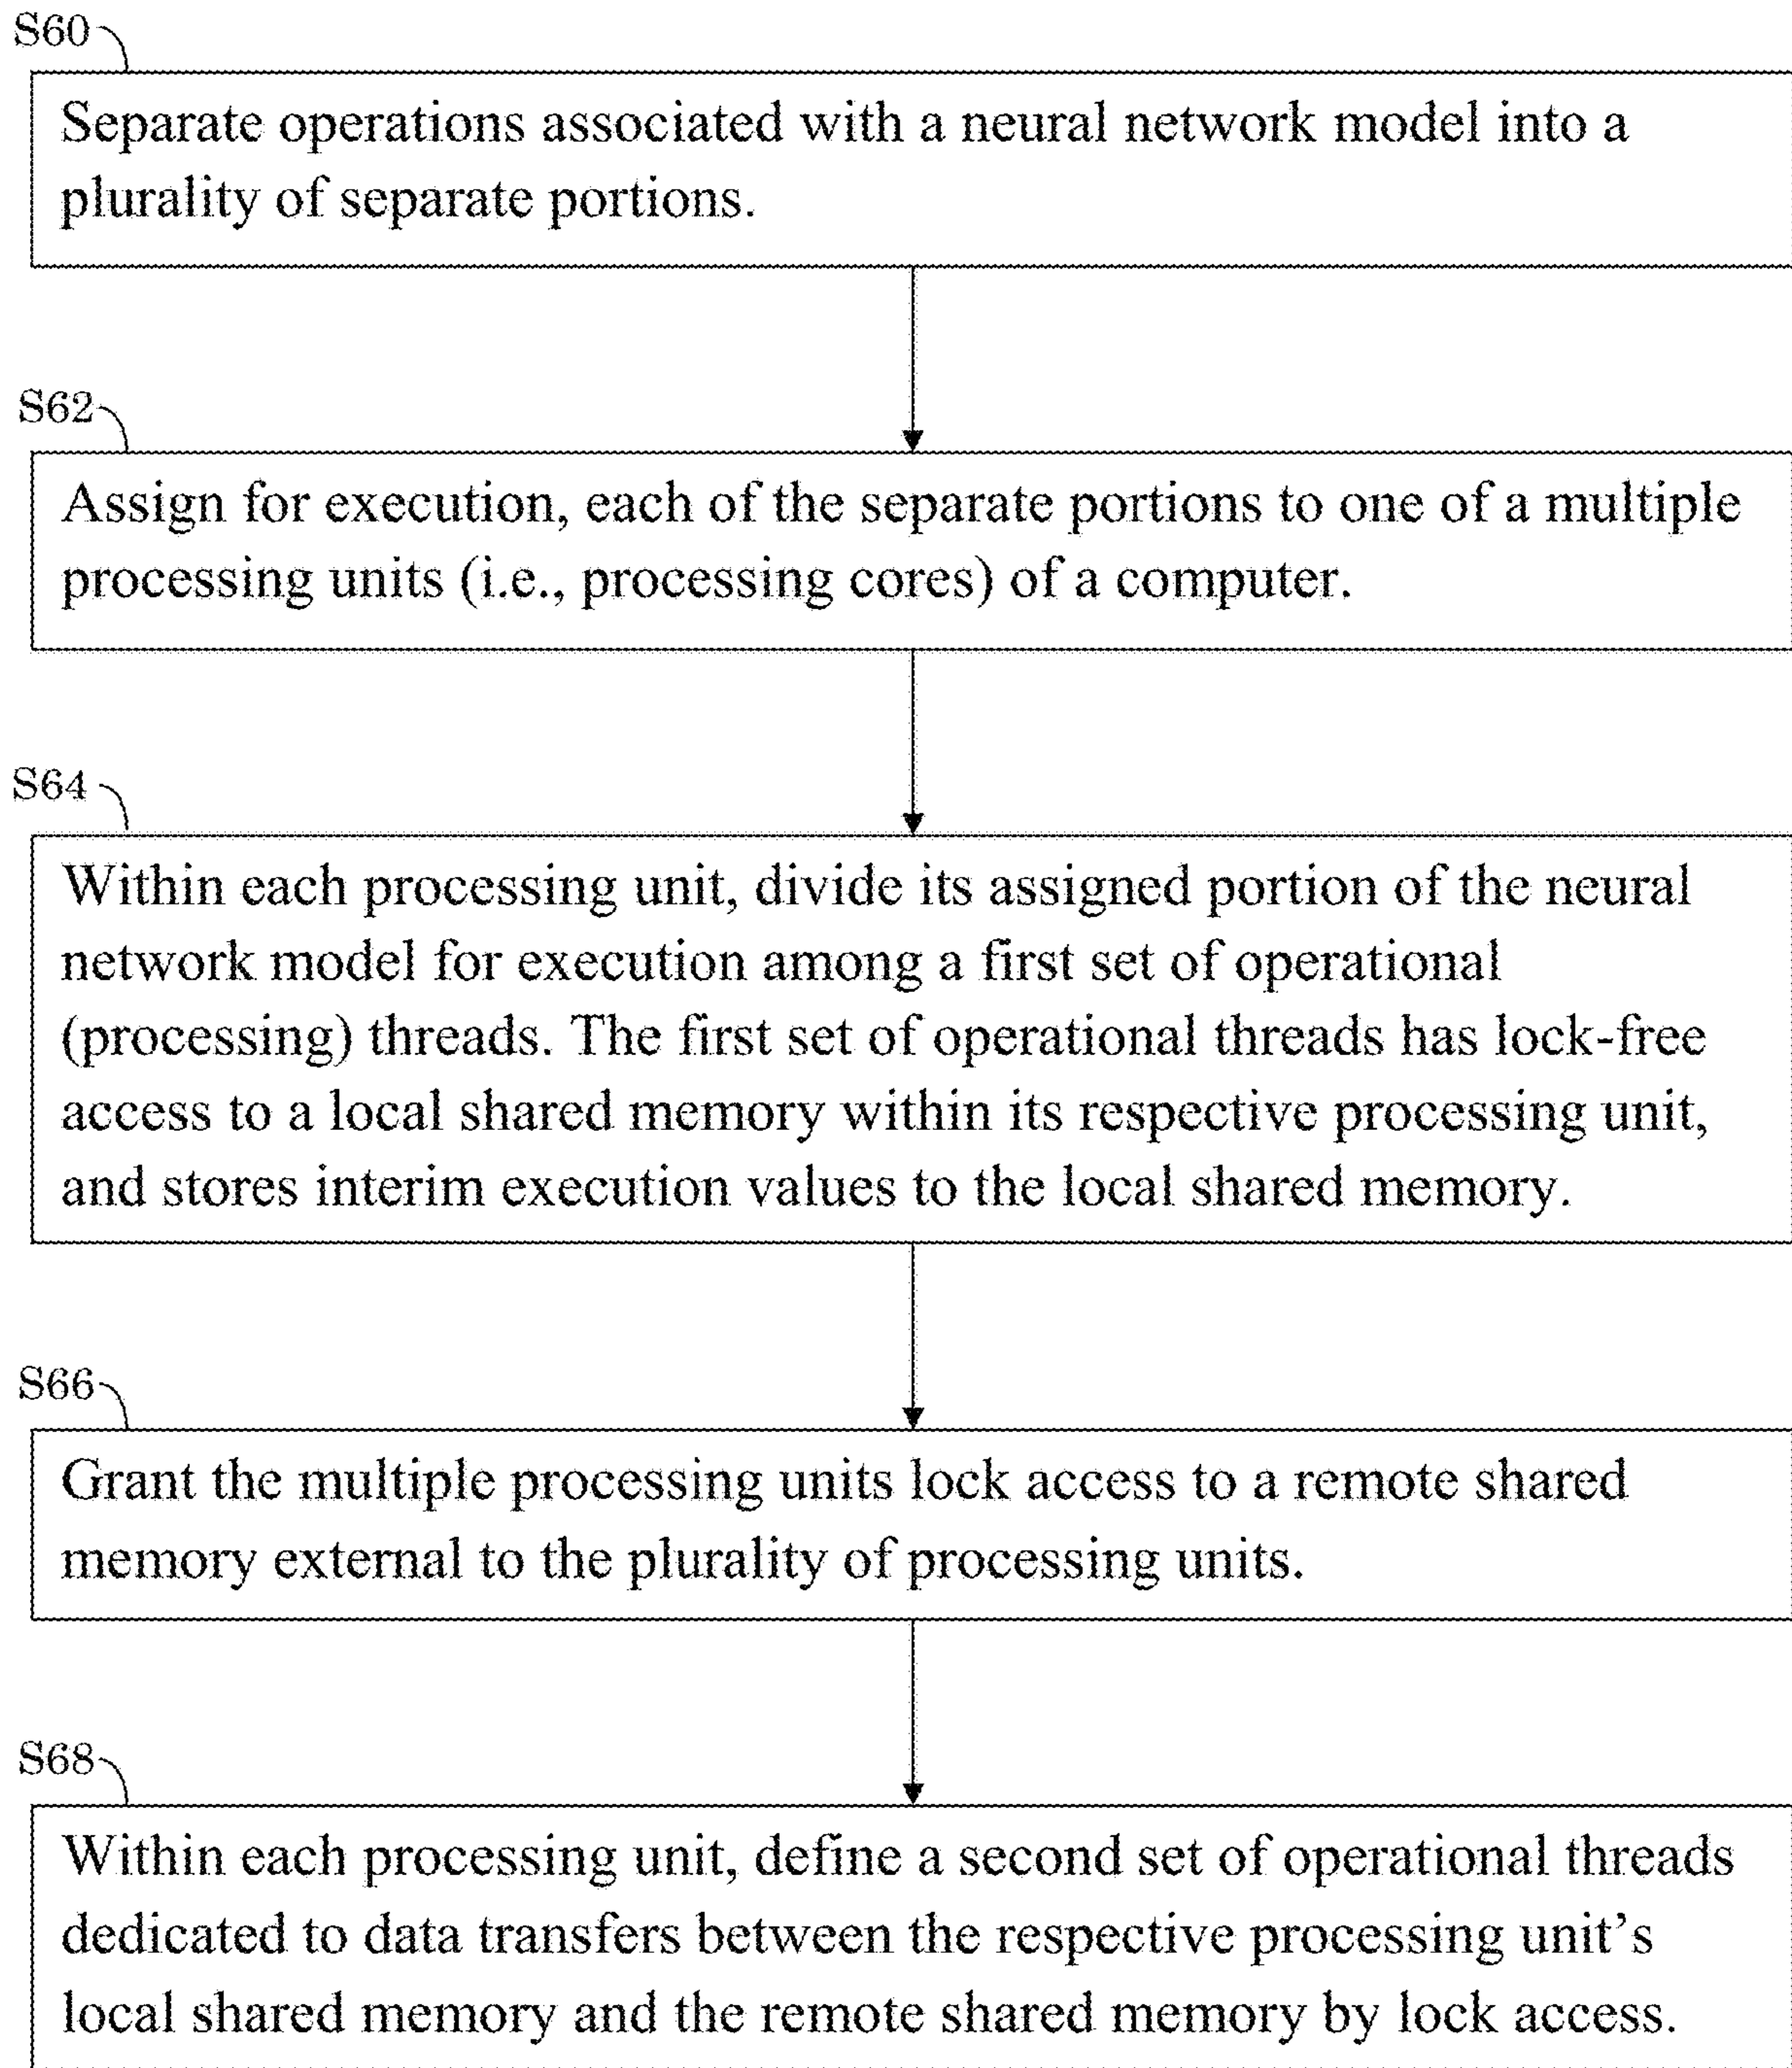 S60
Separate operations associated with a neural network model into a
plurality of separate portions.
S62
Assign for execution, each of the separate portions to one of a multiple
processing units (i.e., processing cores) of a computer.
S64
Within each processing unit, divide its assigned portion of the neural
network model for execution among a first set of operational
(processing) threads. The first set of operational threads has lock-free
access to a local shared memory within its respective processing unit,
and stores interim execution values to the local shared memory.
S66
Grant the multiple processing units lock access to a remote shared
memory external to the plurality of processing units.
S68
Within each processing unit, define a second set of operational threads
dedicated to data transfers between the respective processing unit’s
local shared memory and the remote shared memory by lock access.